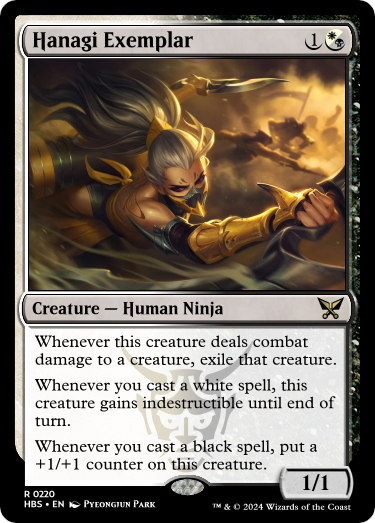 Hanagi Exemplar 1
Creature — Human Ninja
Whenever this creature deals combat
damage to a creature, exile that creature.
Whenever you cast a white spell, this
creature gains indestructible until end of
turn.
Whenever you cast a black spell, put a
+1/+1 counter on this creature.
1/1
R 0220
HBS • EN Pyeongjun Park
™ & © 2024 Wizards of the Coast